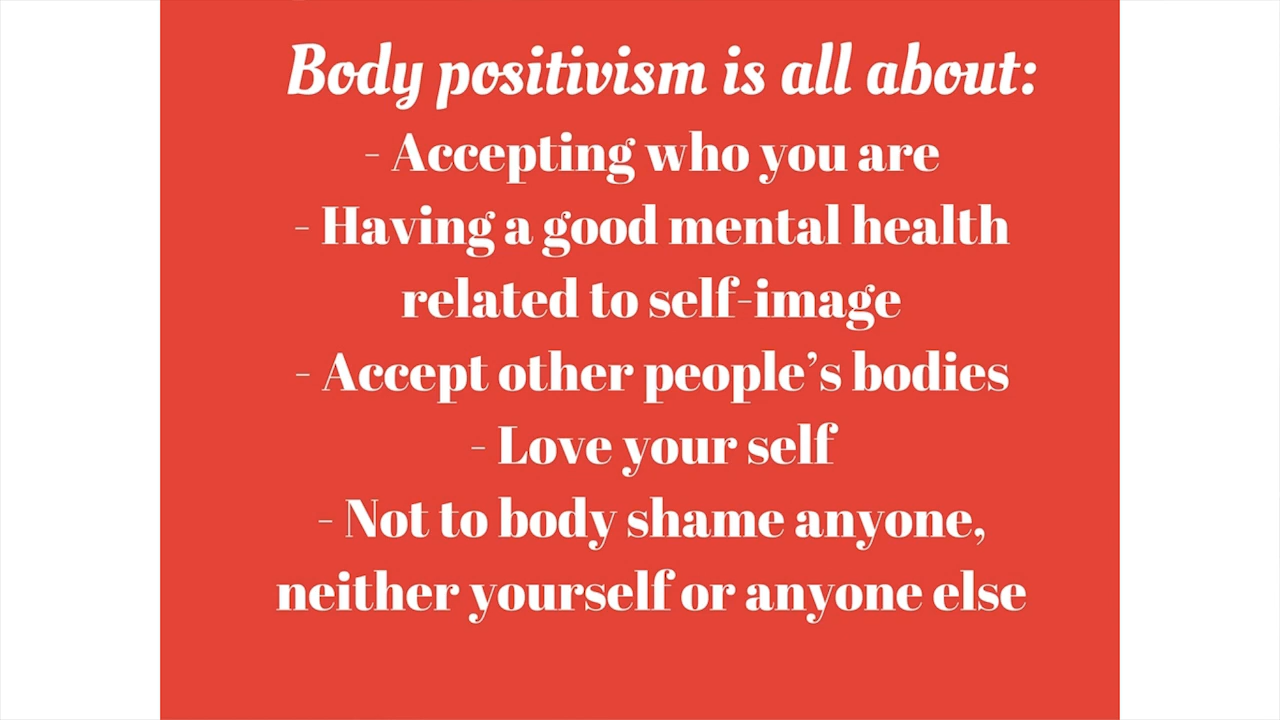 Body positivism is all about:
- Accepting who you are
- Having a good mental health
related to self-image
- Accept other people’s bodies
- Love your self
- Not to body shame anyone,
neither yourself or anyone else